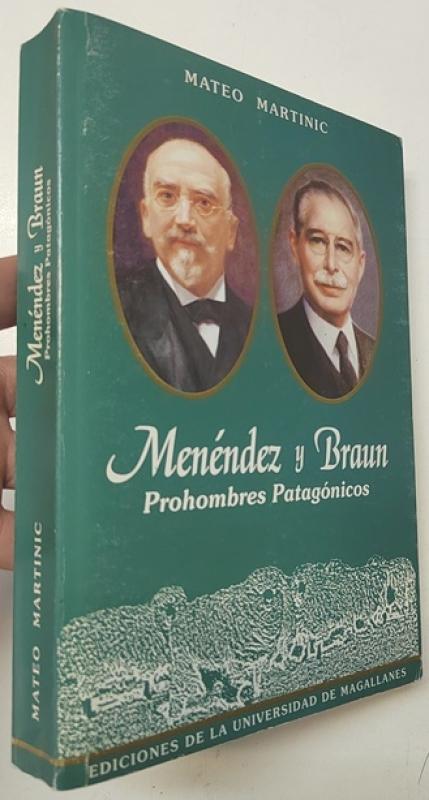 MATEO MARTINIC
Menéndez y Braun
Prohombres Patagónicos
EDICIONES DE LA UNIVERSIDAD DE MAGALLANES
Menéndez y Braun
Prohombres Patagónicos
MATEO MARTINIC